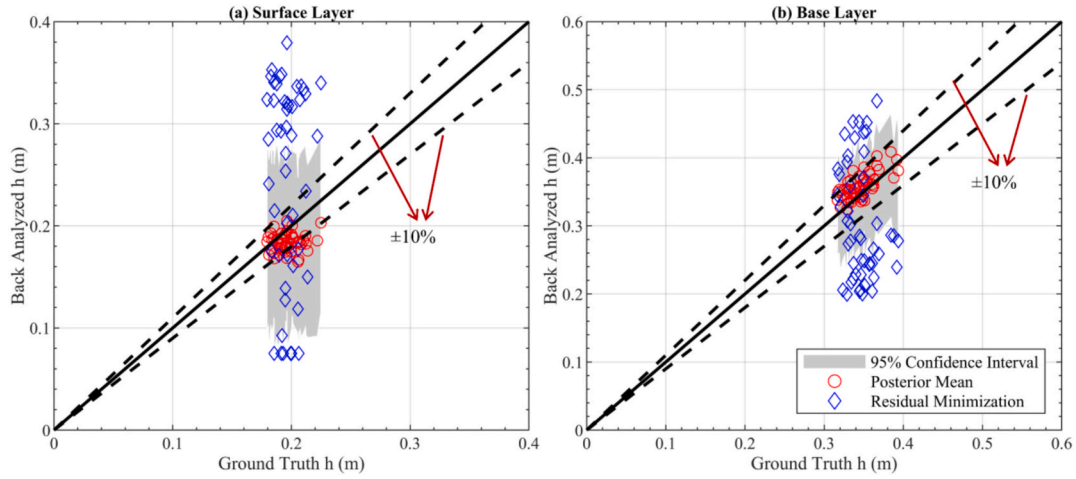 (a) Surface Layer
0.4
0.3
0.2
0.1
0
0
0.1
0.2
0.3
0.4
Back Analyzed h (m)
Ground Truth h (m)
±10%
(b) Base Layer
0.6
0.5
0.4
0.3
0.2
0.1
0
0
0.1
0.2
0.3
0.4
0.5
0.6
Back Analyzed h (m)
Ground Truth h (m)
±10%
95% Confidence Interval
Posterior Mean
Residual Minimization